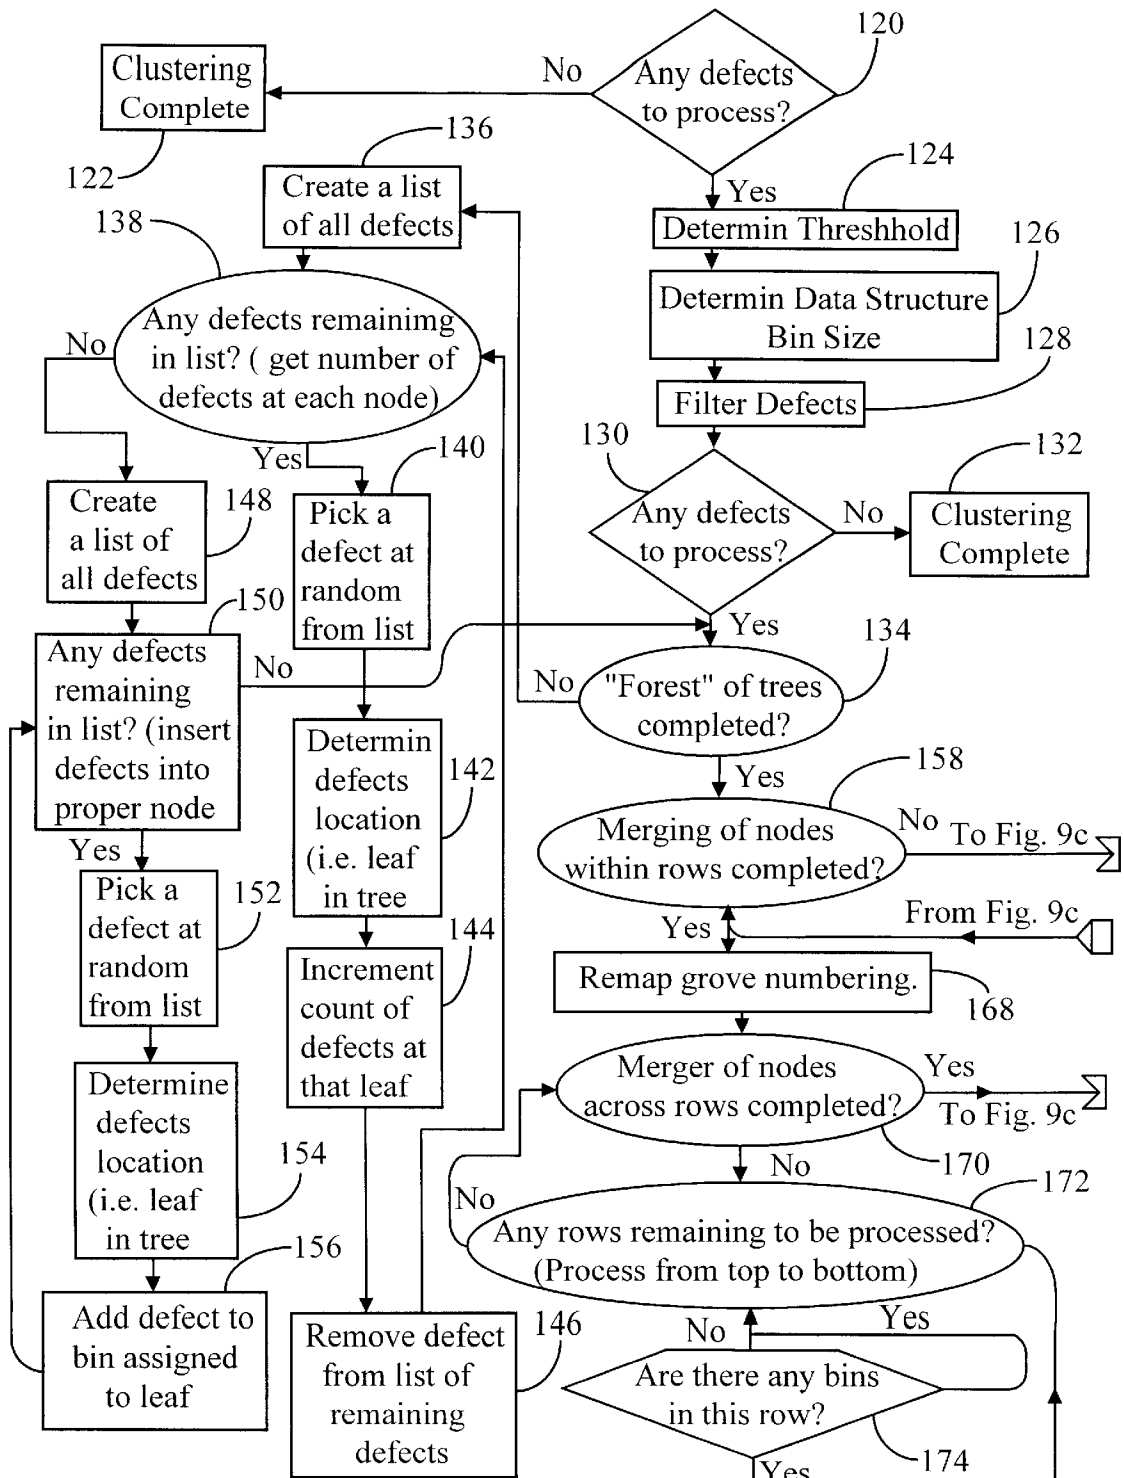 120
Any defects
to process?
No
Clustering
Complete
122
Yes
124
Determin Threshhold
126
Determin Data Structure
Bin Size
128
Filter Defects
130
Any defects
to process?
No
132
Clustering
Complete
Yes
134
"Forest" of trees
completed?
No
136
Create a list
of all defects
138
Any defects remainimg
in list? ( get number of
defects at each node)
No
Yes
140
Pick a
defect at
random
from list
Determin
defects
location
(i.e. leaf
in tree
142
Increment
count of
defects at
that leaf
144
Remove defect
from list of
remaining
defects
146
Create
a list of
all defects
148
150
Any defects
remaining
in list? (insert
defects into
proper node
No
Yes
Pick a
defect at
random
from list
152
Determine
defects
location
(i.e. leaf
in tree
154
156
Add defect to
bin assigned
to leaf
Yes
158
Merging of nodes
within rows completed?
No
To Fig. 9c
From Fig. 9c
Yes
Remap grove numbering.
168
Merger of nodes
across rows completed?
Yes
To Fig. 9c
170
No
172
No
Any rows remaining to be processed?
(Process from top to bottom)
No
Yes
Are there any bins
in this row?
174
Yes